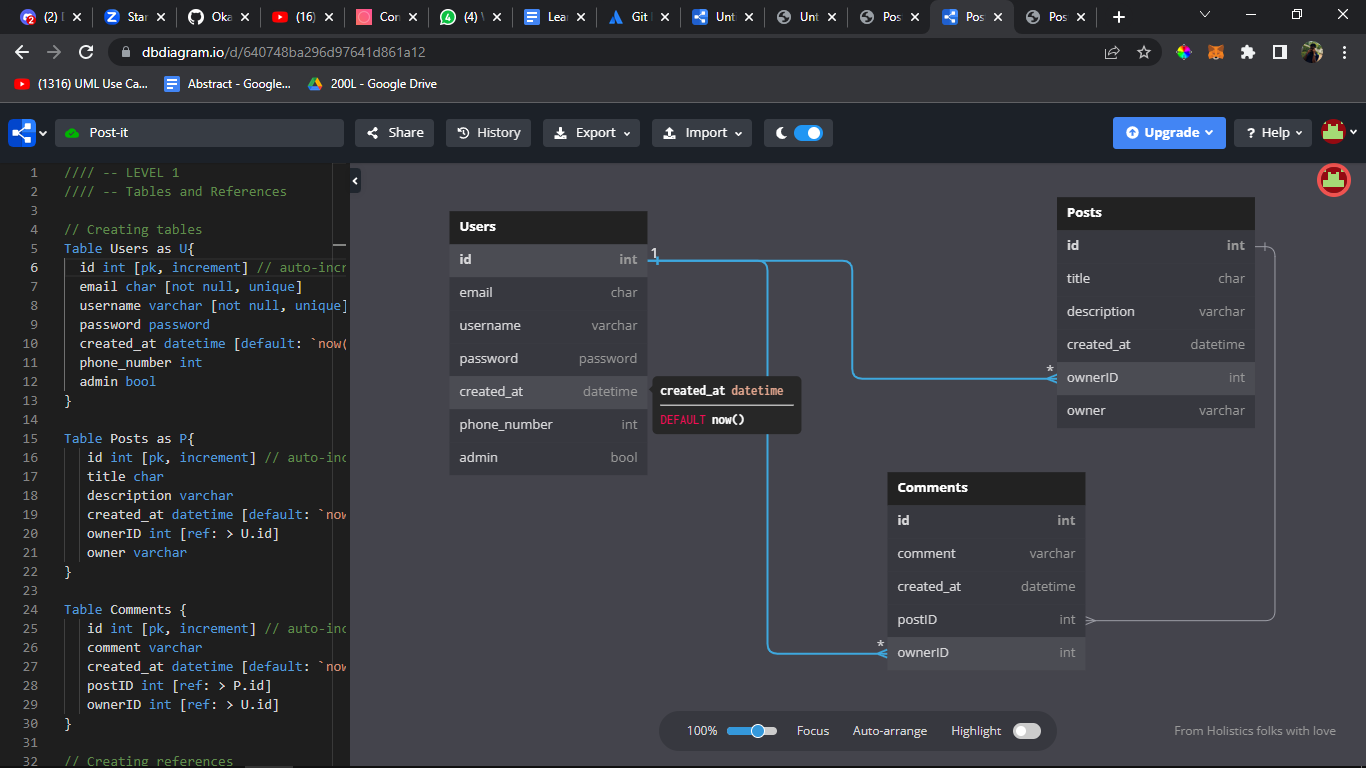 (2) I
Star
Oka
(16)
Con
(4) V
Lea
Git
Unti
Unt
Pos
Pos
Pos
dbdiagram.io/d/640748ba296d97641d861a12
(1316) UML Use Ca...
Abstract - Google...
200L - Google Drive
Post-it
Share
History
Export
Import
Upgrade
? Help
1 //// -- LEVEL 1
2 //// -- Tables and References
3
4 // Creating tables
5 Table Users as U{
6 id int [pk, increment] // auto-incr
7 email char [not null, unique]
8 username varchar [not null, unique]
9 password password
10 created_at datetime [default: `now(
11 phone_number int
12 admin bool
13 }
14
15 Table Posts as P{
16 id int [pk, increment] // auto-inc
17 title char
18 description varchar
19 created_at datetime [default: `now
20 ownerID int [ref: > U.id]
21 owner varchar
22 }
23
24 Table Comments {
25 id int [pk, increment] // auto-inc
26 comment varchar
27 created_at datetime [default: `now
28 postID int [ref: > P.id]
29 ownerID int [ref: > U.id]
30 }
31
32 // Creating references
Users
id int
email char
username varchar
password password
created_at datetime
phone_number int
admin bool
1
created_at datetime
DEFAULT now()
Posts
id int
title char
description varchar
created_at datetime
* ownerID int
owner varchar
Comments
id int
comment varchar
created_at datetime
postID int
* ownerID int
100%
Focus
Auto-arrange
Highlight
From Holistics folks with love